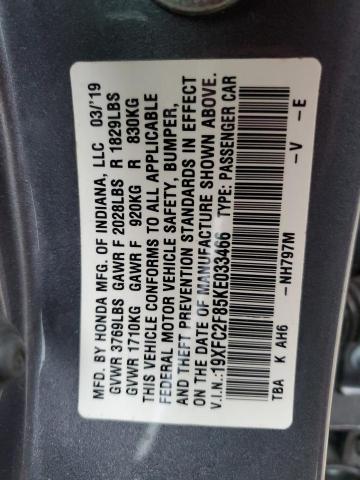 MFD. BY HONDA MFG. OF INDIANA, LLC 03/'19
GVWR 3769LBS GAWR F 2028LBS R 1829LBS
GVWR 1710KG GAWR F 920KG R 830KG
THIS VEHICLE CONFORMS TO ALL APPLICABLE
FEDERAL MOTOR VEHICLE SAFETY, BUMPER,
AND THEFT PREVENTION STANDARDS IN EFFECT
ON THE DATE OF MANUFACTURE SHOWN ABOVE.
V.I.N.:19XFC2F85KE033466 TYPE: PASSENGER CAR
-NH797M -V -E
TBA K AH6